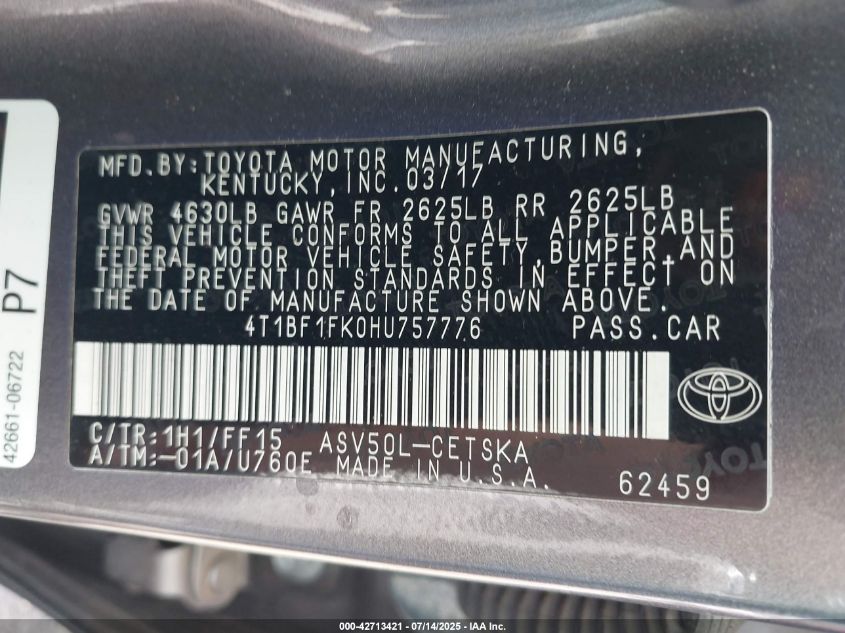 MFD.BY:TOYOTA MOTOR MANUFACTURING,
KENTUCKY, INC. 03/17
GVWR 4630LB GAWR FR 2625LB RR 2625LB
THIS VEHICLE CONFORMS TO ALL APPLICABLE
FEDERAL MOTOR VEHICLE SAFETY, BUMPER, AND
THEFT PREVENTION STANDARDS IN EFFECT ON
THE DATE OF MANUFACTURE SHOWN ABOVE.
4T1BF1FK0HU757776 PASS.CAR
C/TR:1H1/FF15 ASV50L-CETSKA
A/TM:-01A/U760E MADE IN U.S.A.
62459
P7
42661-06722
000-42713421 - 07/14/2025 - IAA Inc.